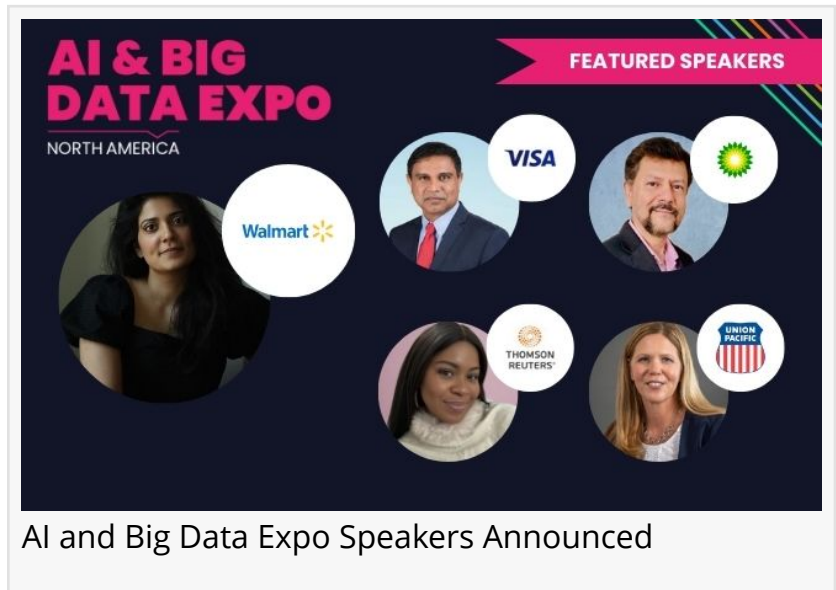 AI & BIG
DATA EXPO
NORTH AMERICA
FEATURED SPEAKERS
Walmart
VISA
THOMSON
REUTERS®
UNION
PACIFIC
AI and Big Data Expo Speakers Announced